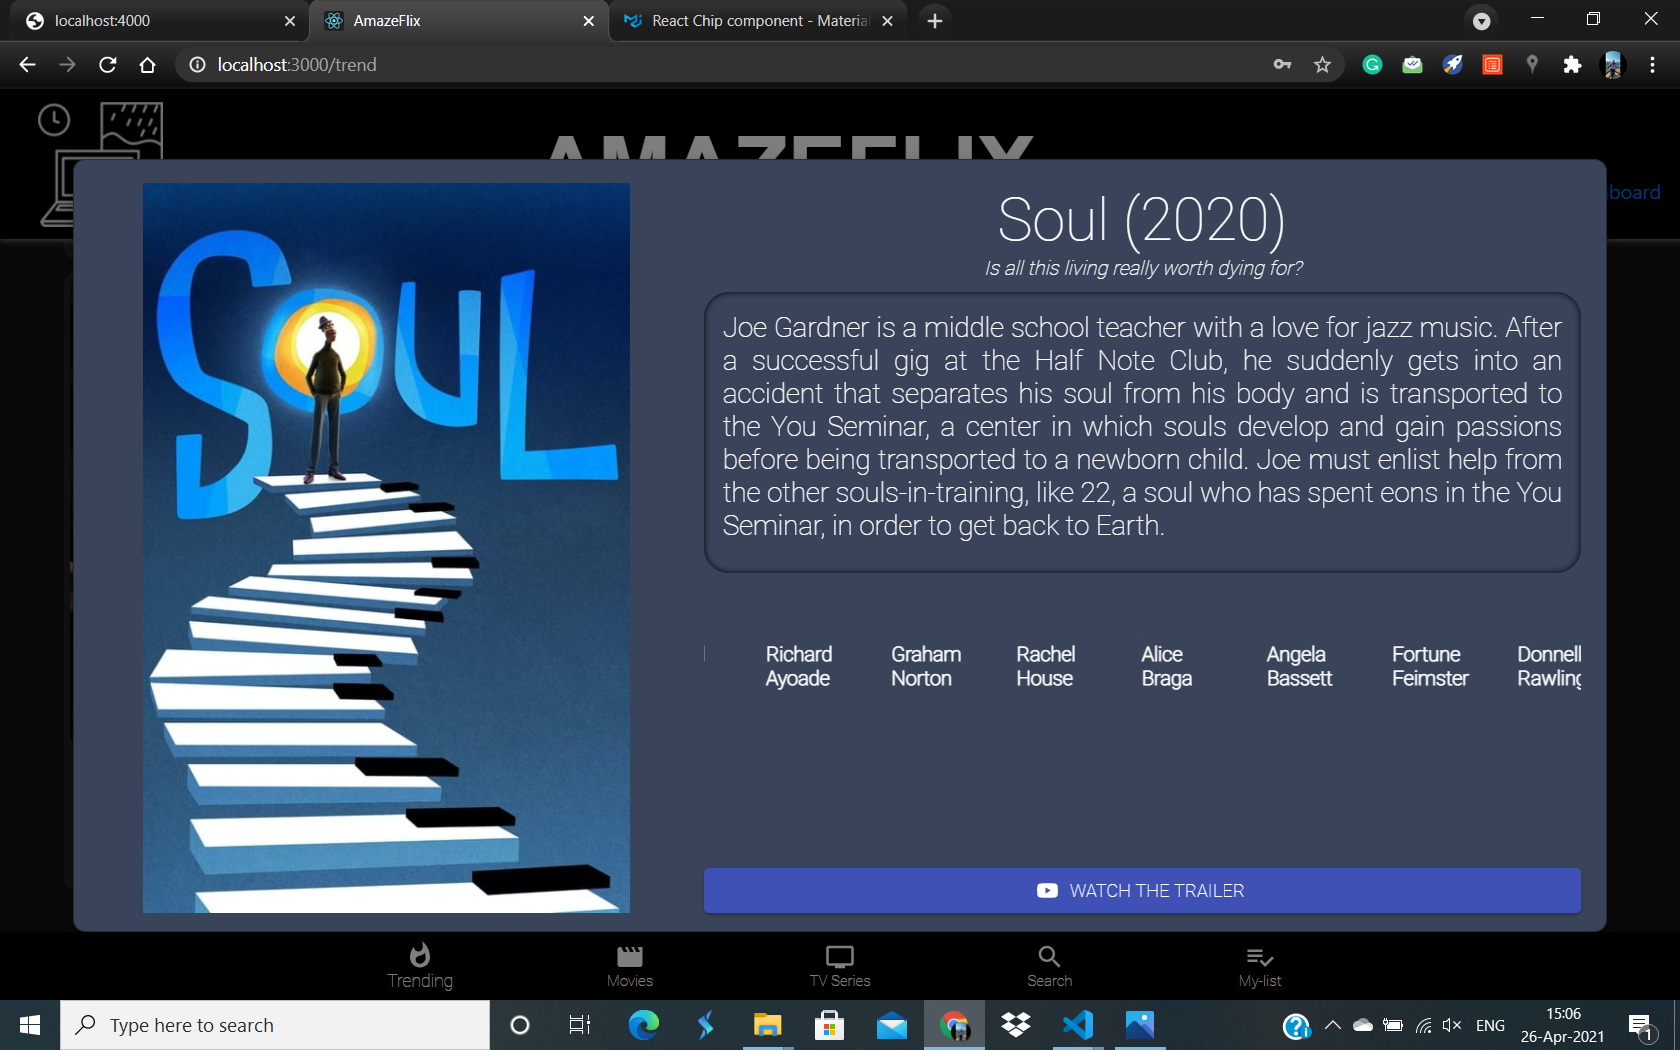 localhost:4000
AmazeFlix
React Chip component - Material
localhost:3000/trend
AMAZEFLIX
board
SOUL
Soul (2020)
Is all this living really worth dying for?
Joe Gardner is a middle school teacher with a love for jazz music. After
a successful gig at the Half Note Club, he suddenly gets into an
accident that separates his soul from his body and is transported to
the You Seminar, a center in which souls develop and gain passions
before being transported to a newborn child. Joe must enlist help from
the other souls-in-training, like 22, a soul who has spent eons in the You
Seminar, in order to get back to Earth.
Richard Graham Rachel Alice Angela Fortune Donnell
Ayoade Norton House Braga Bassett Feimster Rawling
WATCH THE TRAILER
Trending Movies TV Series Search My-list
Type here to search
ENG
15:06
26-Apr-2021
1